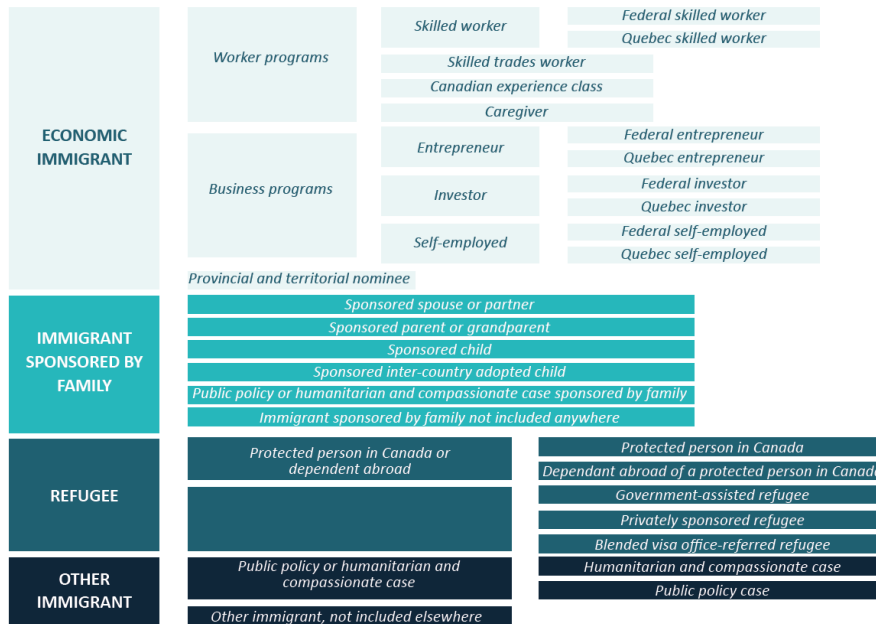 ECONOMIC
IMMIGRANT
Worker programs
Skilled worker
Federal skilled worker
Quebec skilled worker
Skilled trades worker
Canadian experience class
Caregiver
Business programs
Entrepreneur
Federal entrepreneur
Quebec entrepreneur
Investor
Federal investor
Quebec investor
Self-employed
Federal self-employed
Quebec self-employed
Provincial and territorial nominee
IMMIGRANT
SPONSORED BY
FAMILY
Sponsored spouse or partner
Sponsored parent or grandparent
Sponsored child
Sponsored inter-country adopted child
Public policy or humanitarian and compassionate case sponsored by family
Immigrant sponsored by family not included anywhere
REFUGEE
Protected person in Canada or
dependent abroad
Protected person in Canada
Dependant abroad of a protected person in Canada
Government-assisted refugee
Privately sponsored refugee
Blended visa office-referred refugee
OTHER
IMMIGRANT
Public policy or humanitarian and
compassionate case
Humanitarian and compassionate case
Public policy case
Other immigrant, not included elsewhere